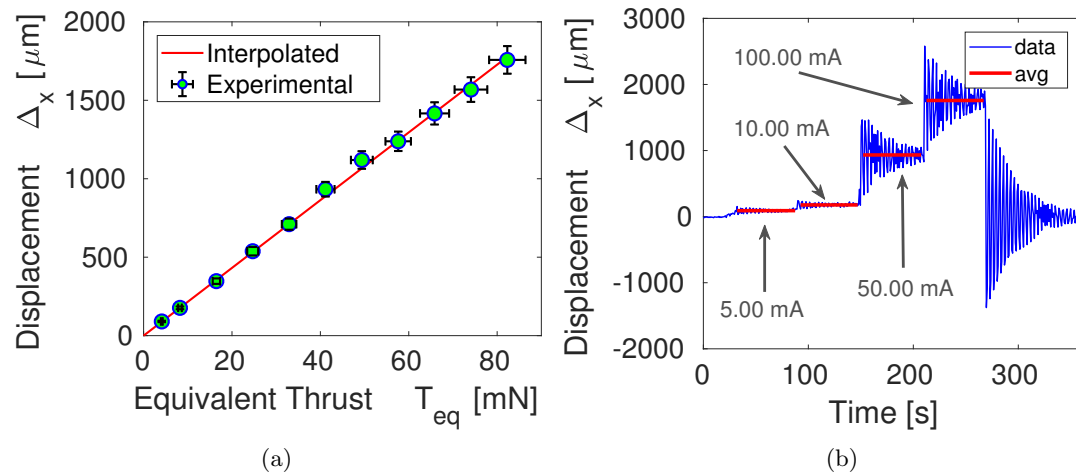 2000
1500
1000
500
0
Displacement Δx [μm]
Interpolated
Experimental
0 20 40 60 80
Equivalent Thrust Teq [mN]
(a)
3000
2000
1000
0
-1000
-2000
Displacement Δx [μm]
data
avg
100.00 mA
10.00 mA
50.00 mA
5.00 mA
0 100 200 300
Time [s]
(b)